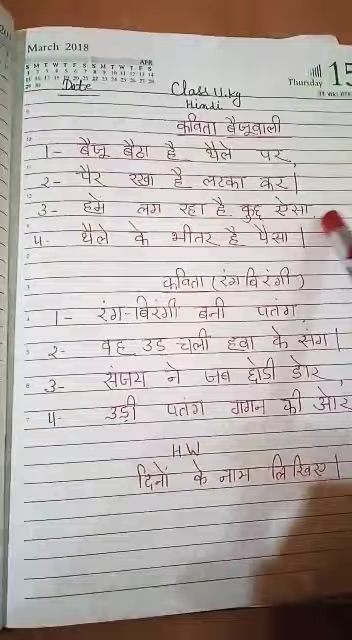 March 2018
APR
S M T W T F S S M T W T F S
Thursday
15
Date
Class U.kg
Hindi
कविता बैजूवाली
1- बैजू बैठा है थैले पर,
2- पैर रखा है लटका कर।
3- हमे लग रहा है कुछ ऐसा,
4- थैले के भीतर है पैसा।
कविता (रंग बिरंगी)
1- रंग-बिरंगी बनी पतंग,
2- वह उड़ चली हवा के संग।
3- संजय ने जब छोडी डोर,
4- उड़ी पतंग गगन की ओर
HW
दिनों के नाम लिखिए।